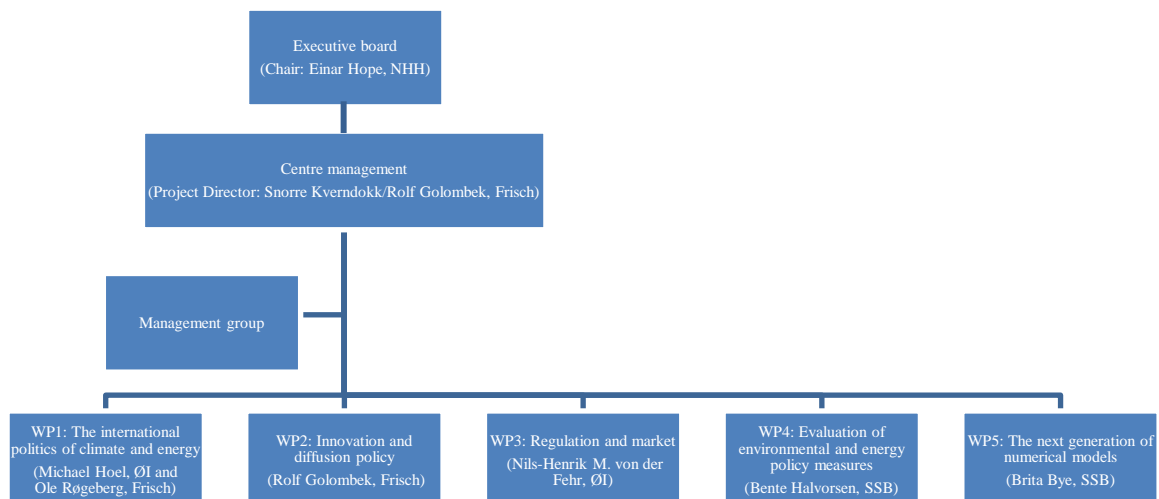 Executive board
(Chair: Einar Hope, NHH)
Centre management
(Project Director: Snorre Kverndokk/Rolf Golombek, Frisch)
Management group
WP1: The international
politics of climate and energy
(Michael Hoel, ØI and
Ole Røgeberg, Frisch)
WP2: Innovation and
diffusion policy
(Rolf Golombek, Frisch)
WP3: Regulation and market
(Nils-Henrik M. von der
Fehr, ØI)
WP4: Evaluation of
environmental and energy
policy measures
(Bente Halvorsen, SSB)
WP5: The next generation of
numerical models
(Brita Bye, SSB)